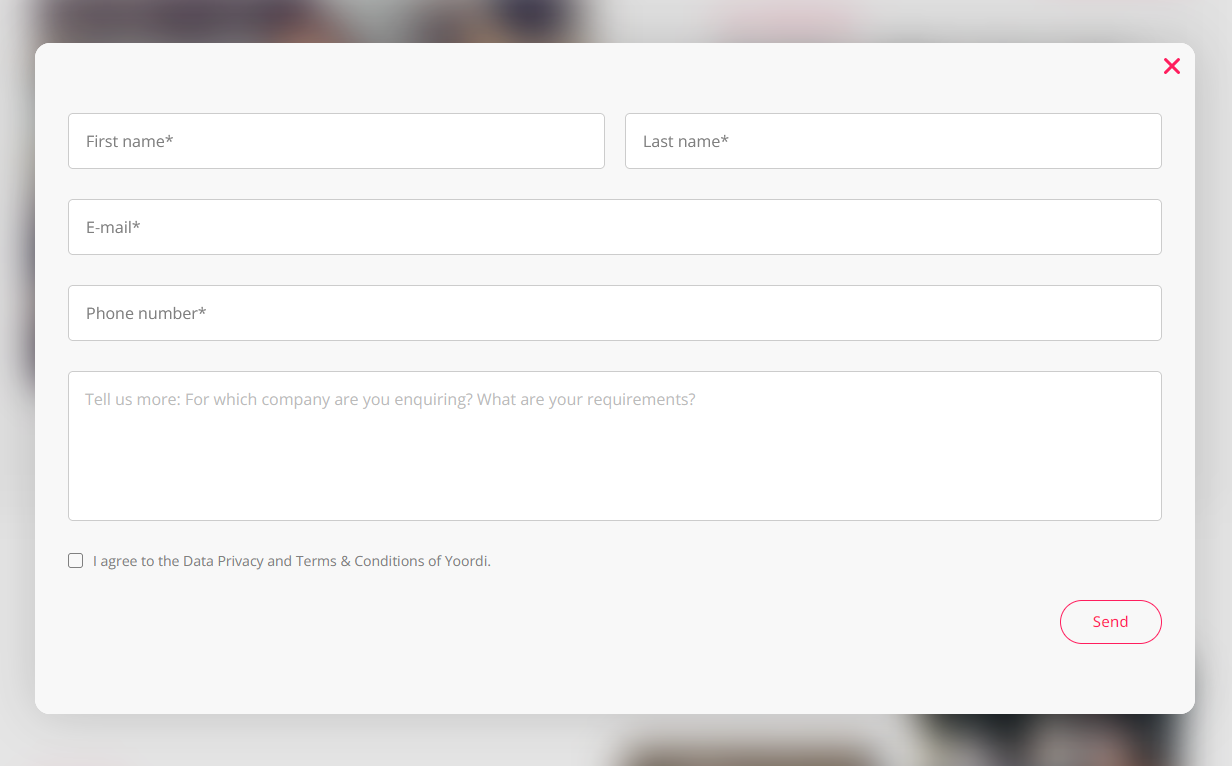 First name*
Last name*
E-mail*
Phone number*
Tell us more: For which company are you enquiring? What are your requirements?
I agree to the Data Privacy and Terms & Conditions of Yoordi.
Send